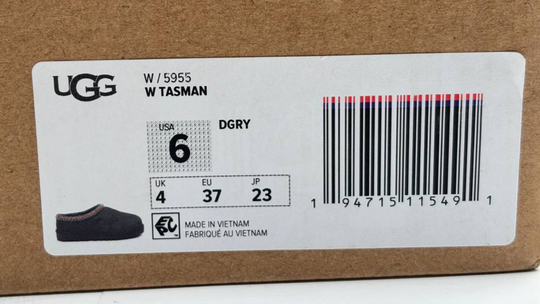 UGG
W / 5955
W TASMAN
USA
6
DGRY
UK EU JP
4 37 23
MADE IN VIETNAM
FABRIQUÉ AU VIETNAM
1 94715 11549 1